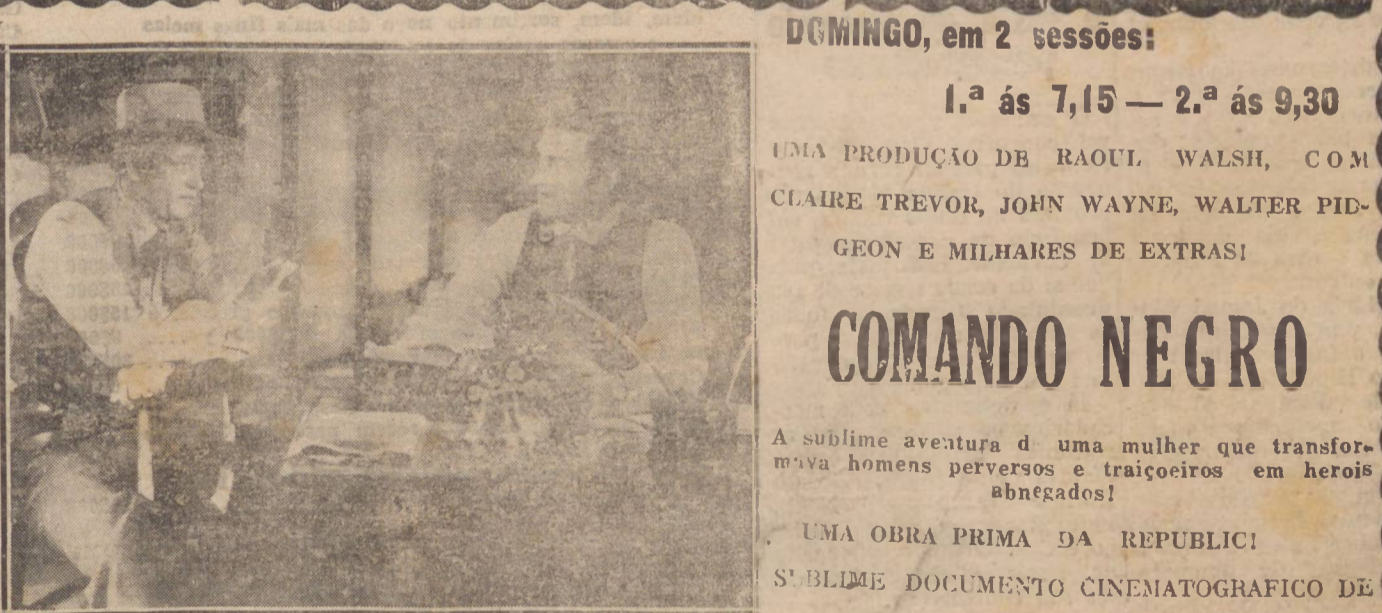 DOMINGO, em 2 sessões:
1.ª ás 7,15 — 2.ª ás 9,30
UMA PRODUÇÃO DE RAOUL WALSH, COM
CLAIRE TREVOR, JOHN WAYNE, WALTER PID-
GEON E MILHARES DE EXTRAS!
COMANDO NEGRO
A sublime aventura d uma mulher que transfor-
mava homens perversos e traiçoeiros em herois
abnegados!
UMA OBRA PRIMA DA REPUBLIC!
SUBLIME DOCUMENTO CINEMATOGRAFICO DE